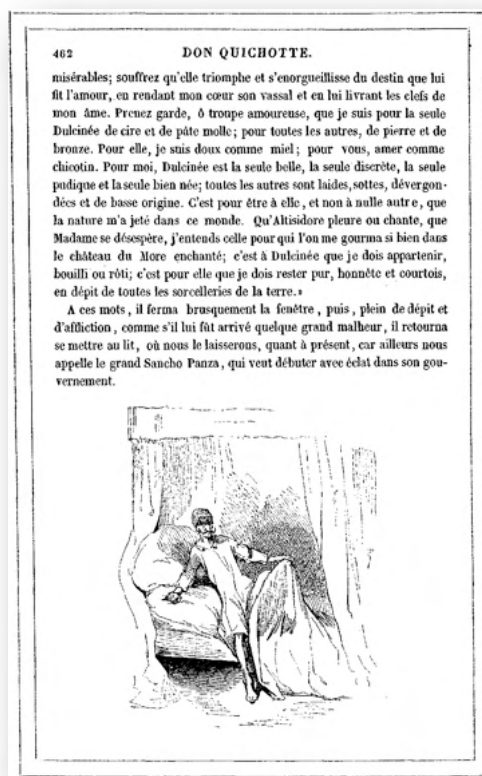 462 DON QUICHOTTE.
misérables; souffrez qu'elle triomphe et s'enorgueillisse du destin que lui
fit l'amour, en rendant mon cœur son vassal et en lui livrant les clefs de
mon âme. Prenez garde, ô troupe amoureuse, que je suis pour la seule
Dulcinée de cire et de pâte molle; pour toutes les autres, de pierre et de
bronze. Pour elle, je suis doux comme miel; pour vous, amer comme
chicotin. Pour moi, Dulcinée est la seule belle, la seule discrète, la seule
pudique et la seule bien née; toutes les autres sont laides, sottes, dévergon-
dées et de basse origine. C'est pour être à elle, et non à nulle autre, que
la nature m'a jeté dans ce monde. Qu'Altisidore pleure ou chante, que
Madame se désespère, j'entends celle pour qui l'on me gourma si bien dans
le château du More enchanté; c'est à Dulcinée que je dois appartenir,
bouilli ou rôti; c'est pour elle que je dois rester pur, honnête et courtois,
en dépit de toutes les sorcelleries de la terre.»
A ces mots, il ferma brusquement la fenêtre, puis, plein de dépit et
d'affliction, comme s'il lui fût arrivé quelque grand malheur, il retourna
se mettre au lit, où nous le laisserons, quant à présent, car ailleurs nous
appelle le grand Sancho Panza, qui veut débuter avec éclat dans son gou-
vernement.